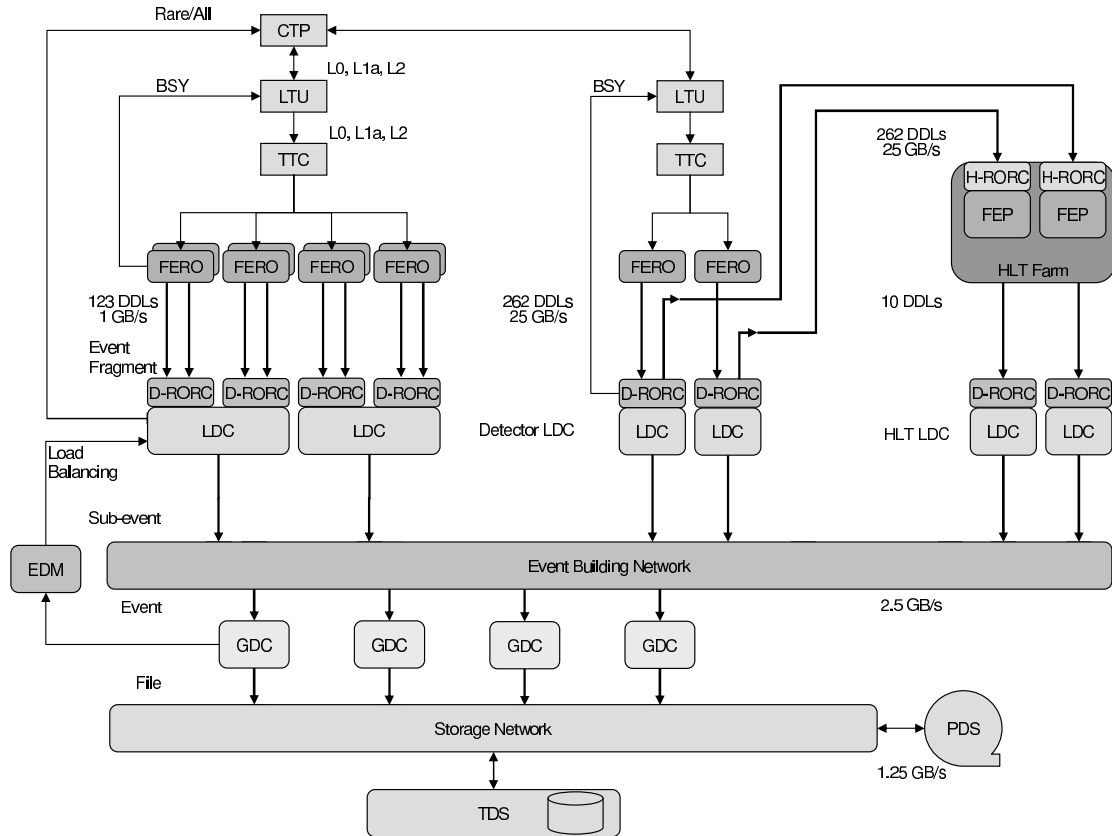 Rare/All
CTP
L0, L1a, L2
BSY
LTU
BSY
LTU
L0, L1a, L2
TTC
TTC
262 DDLs
25 GB/s
H-RORC
H-RORC
FEP
FEP
HLT Farm
FERO
FERO
FERO
FERO
FERO
FERO
123 DDLs
1 GB/s
262 DDLs
25 GB/s
10 DDLs
Event
Fragment
D-RORC
D-RORC
D-RORC
D-RORC
D-RORC
D-RORC
D-RORC
D-RORC
LDC
LDC
Detector LDC
LDC
LDC
HLT LDC
LDC
LDC
Load
Balancing
Sub-event
EDM
Event Building Network
Event
2.5 GB/s
GDC
GDC
GDC
GDC
File
Storage Network
PDS
1.25 GB/s
TDS